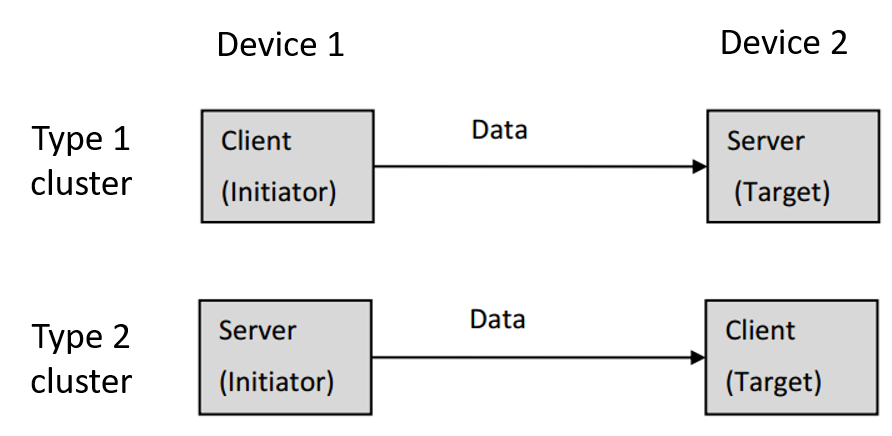 Device 1
Device 2
Type 1
cluster
Client
(Initiator)
Data
Server
(Target)
Type 2
cluster
Server
(Initiator)
Data
Client
(Target)